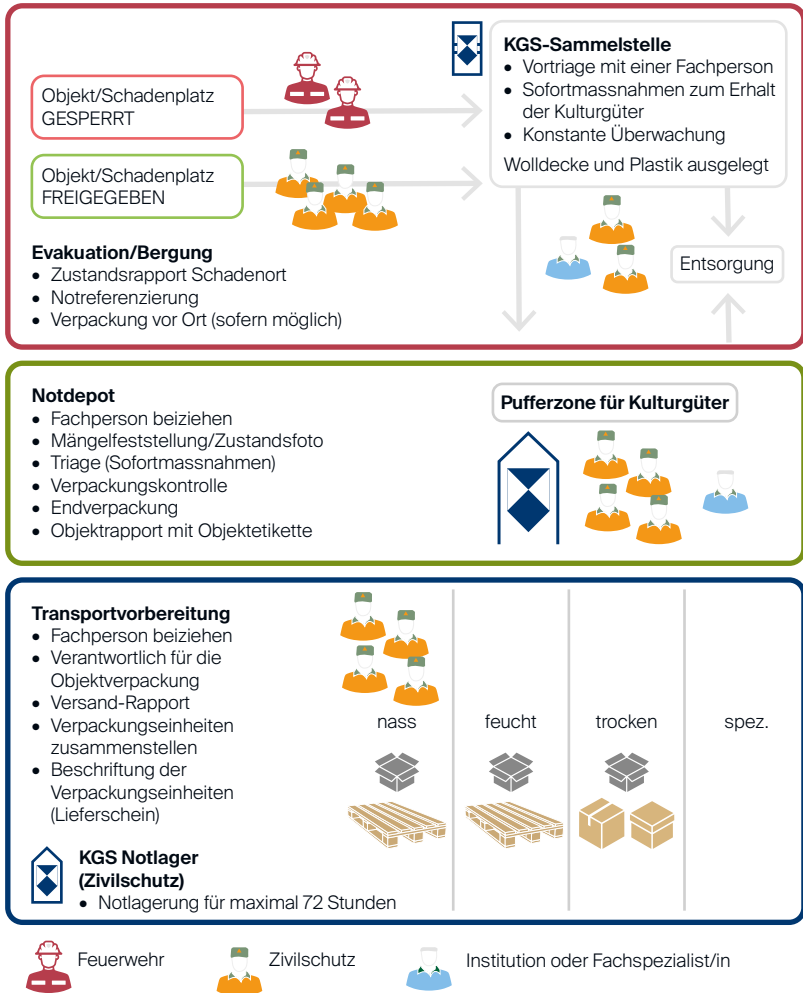 Objekt/Schadenplatz
GESPERRT
Objekt/Schadenplatz
FREIGEGEBEN
Evakuation/Bergung
• Zustandsrapport Schadenort
• Notreferenzierung
• Verpackung vor Ort (sofern möglich)
KGS-Sammelstelle
• Vortriage mit einer Fachperson
• Sofortmassnahmen zum Erhalt
der Kulturgüter
• Konstante Überwachung
Wolldecke und Plastik ausgelegt
Entsorgung
Notdepot
• Fachperson beiziehen
• Mängelfeststellung/Zustandsfoto
• Triage (Sofortmassnahmen)
• Verpackungskontrolle
• Endverpackung
• Objektrapport mit Objektetikette
Pufferzone für Kulturgüter
Transportvorbereitung
• Fachperson beiziehen
• Verantwortlich für die
Objektverpackung
• Versand-Rapport
• Verpackungseinheiten
zusammenstellen
• Beschriftung der
Verpackungseinheiten
(Lieferschein)
nass
feucht
trocken
spez.
KGS Notlager
(Zivilschutz)
• Notlagerung für maximal 72 Stunden
Feuerwehr
Zivilschutz
Institution oder Fachspezialist/in